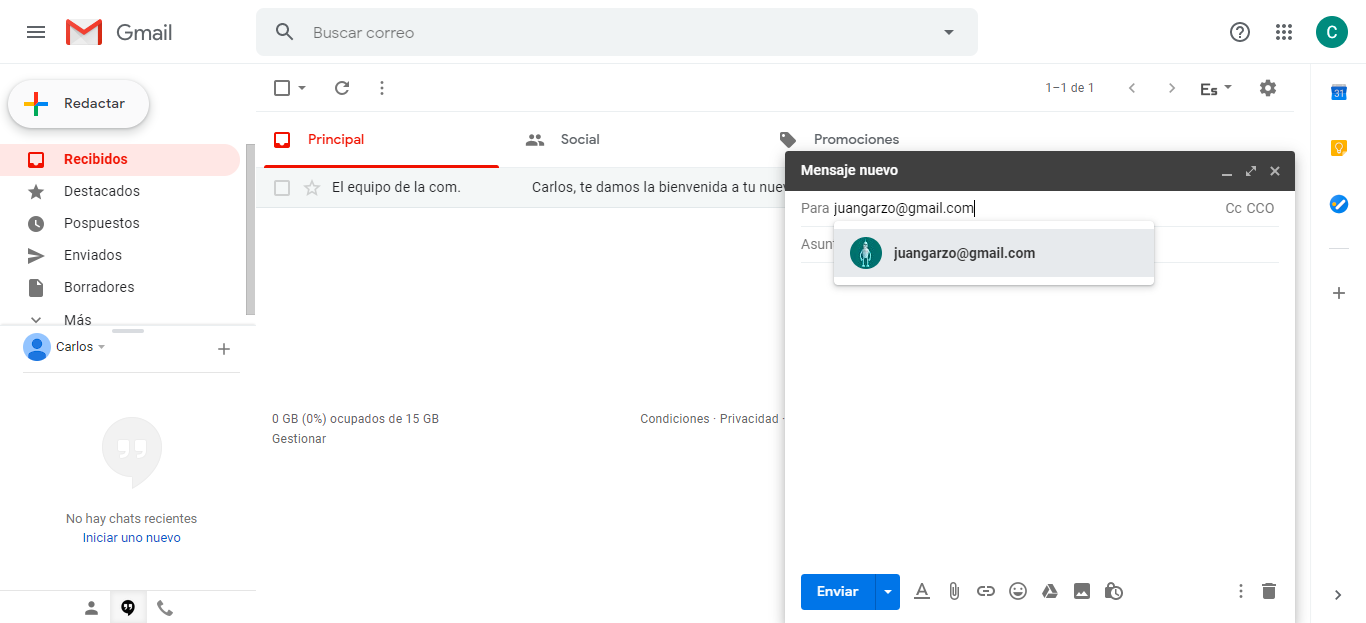 Gmail
Buscar correo
C
Redactar
1–1 de 1
Es
31
Recibidos
Principal
Social
Promociones
Destacados
El equipo de la com.
Carlos, te damos la bienvenida a tu nuev
Pospuestos
Enviados
Borradores
Más
Carlos
No hay chats recientes
Iniciar uno nuevo
0 GB (0%) ocupados de 15 GB
Gestionar
Condiciones · Privacidad ·
Mensaje nuevo
Para juangarzo@gmail.com
Cc CCO
Asun
juangarzo@gmail.com
Enviar